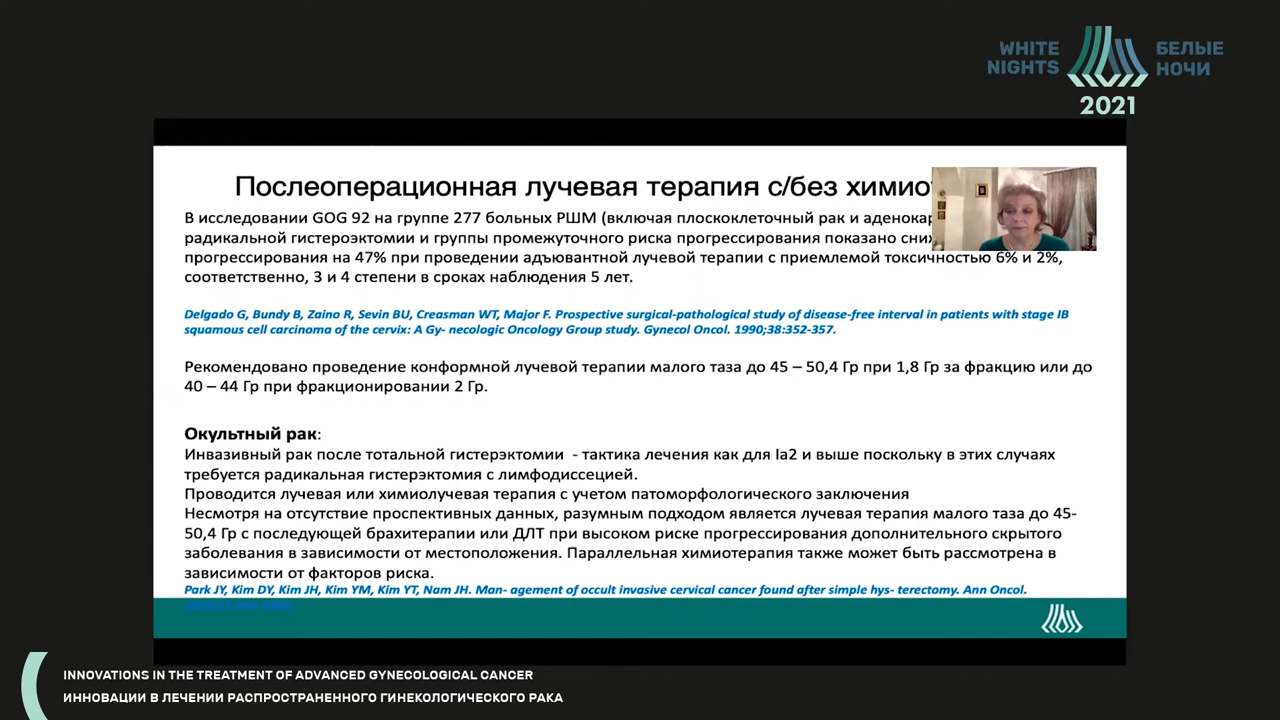 WHITE
NIGHTS
БЕЛЫЕ
НОЧИ
2021
Послеоперационная лучевая терапия с/без химио
В исследовании GOG 92 на группе 277 больных РШМ (включая плоскоклеточный рак и аденокар
радикальной гистероэктомии и группы промежуточного риска прогрессирования показано сних
прогрессирования на 47% при проведении адъювантной лучевой терапии с приемлемой токсичностью 6% и 2%,
соответственно, 3 и 4 степени в сроках наблюдения 5 лет.
Delgado G, Bundy B, Zaino R, Sevin BU, Creasman WT, Major F. Prospective surgical-pathological study of disease-free interval in patients with stage IB
squamous cell carcinoma of the cervix: A Gy- necologic Oncology Group study. Gynecol Oncol. 1990;38:352-357.
Рекомендовано проведение конформной лучевой терапии малого таза до 45 – 50,4 Гр при 1,8 Гр за фракцию или до
40 – 44 Гр при фракционировании 2 Гр.
Окультный рак:
Инвазивный рак после тотальной гистерэктомии - тактика лечения как для Ia2 и выше поскольку в этих случаях
требуется радикальная гистерэктомия с лимфодиссецией.
Проводится лучевая или химиолучевая терапия с учетом патоморфологического заключения
Несмотря на отсутствие проспективных данных, разумным подходом является лучевая терапия малого таза до 45-
50,4 Гр с последующей брахитерапии или ДЛТ при высоком риске прогрессирования дополнительного скрытого
заболевания в зависимости от местоположения. Параллельная химиотерапия также может быть рассмотрена в
зависимости от факторов риска.
Park JY, Kim DY, Kim JH, Kim YM, Kim YT, Nam JH. Man- agement of occult invasive cervical cancer found after simple hys- terectomy. Ann Oncol.
INNOVATIONS IN THE TREATMENT OF ADVANCED GYNECOLOGICAL CANCER
ИННОВАЦИИ В ЛЕЧЕНИИ РАСПРОСТРАНЕННОГО ГИНЕКОЛОГИЧЕСКОГО РАКА